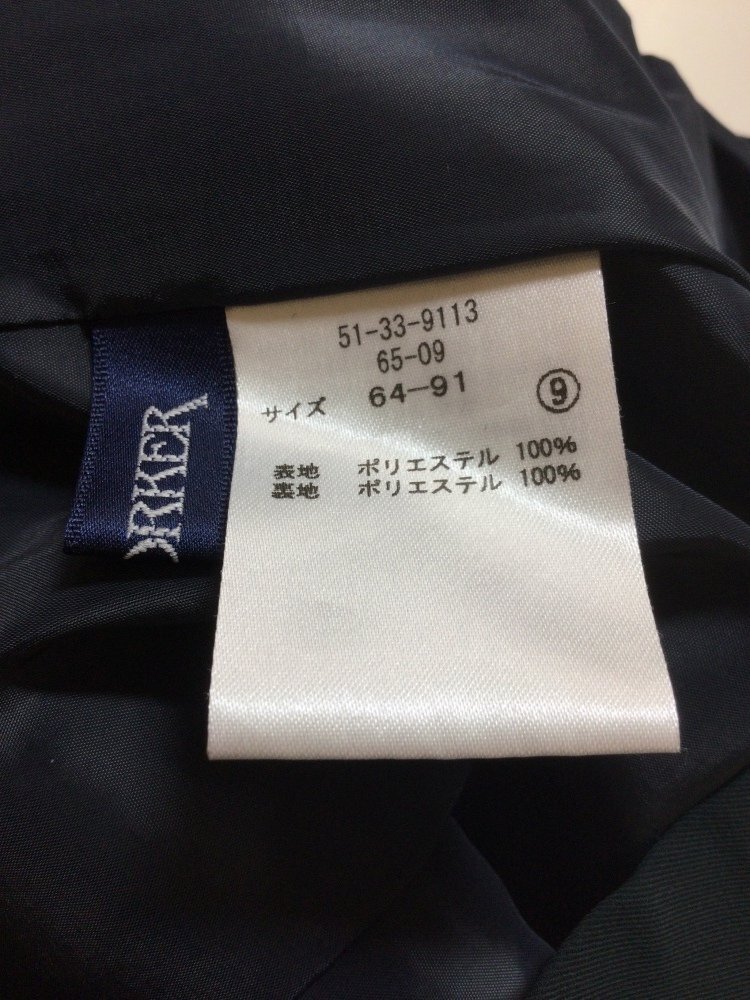 51-33-9113
65-09
サイズ 64-91 ⑨
表地 ポリエステル 100%
裏地 ポリエステル 100%
ORKER